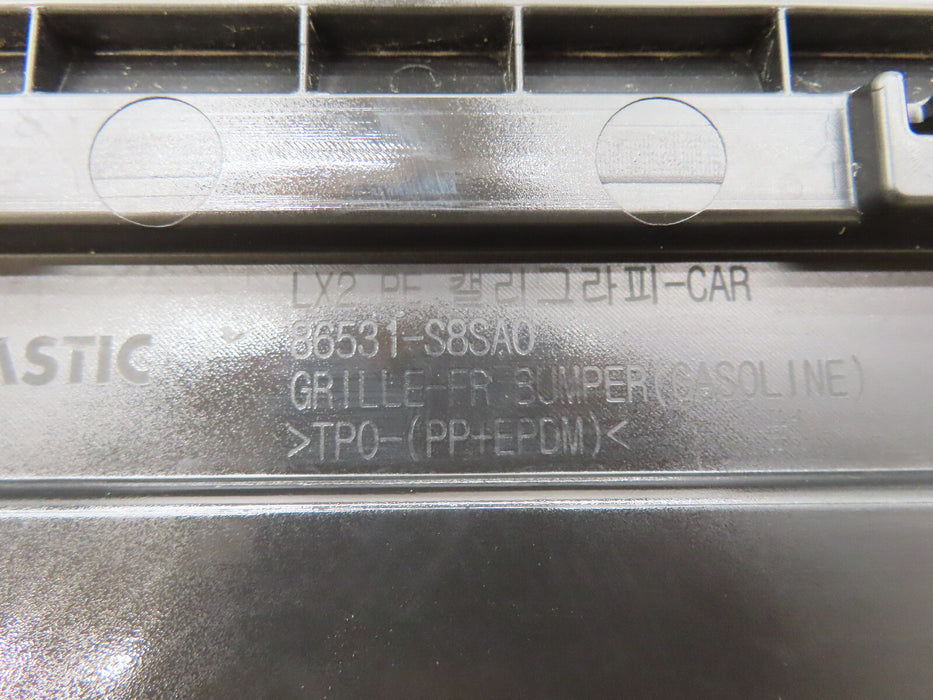 LX2 PE 캘리그라피-CAR
86531-S8SA0
ASTIC
GRILLE-FR BUMPER(GASOLINE)
>TPO-(PP+EPDM)<